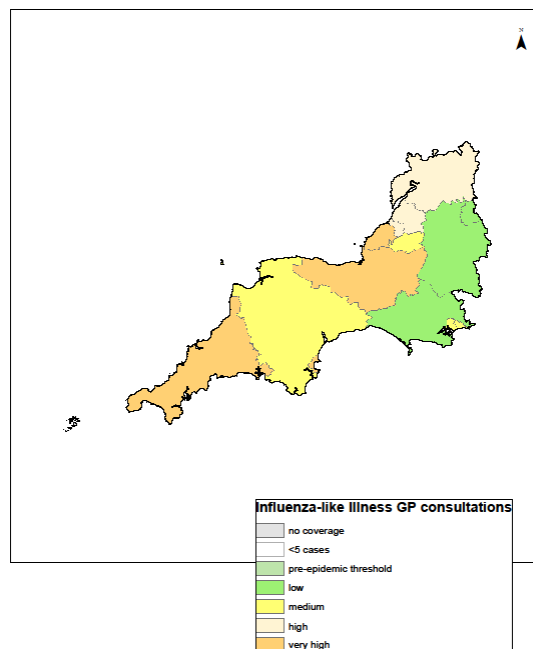 N
Influenza-like Illness GP consultations
no coverage
<5 cases
pre-epidemic threshold
low
medium
high
very high